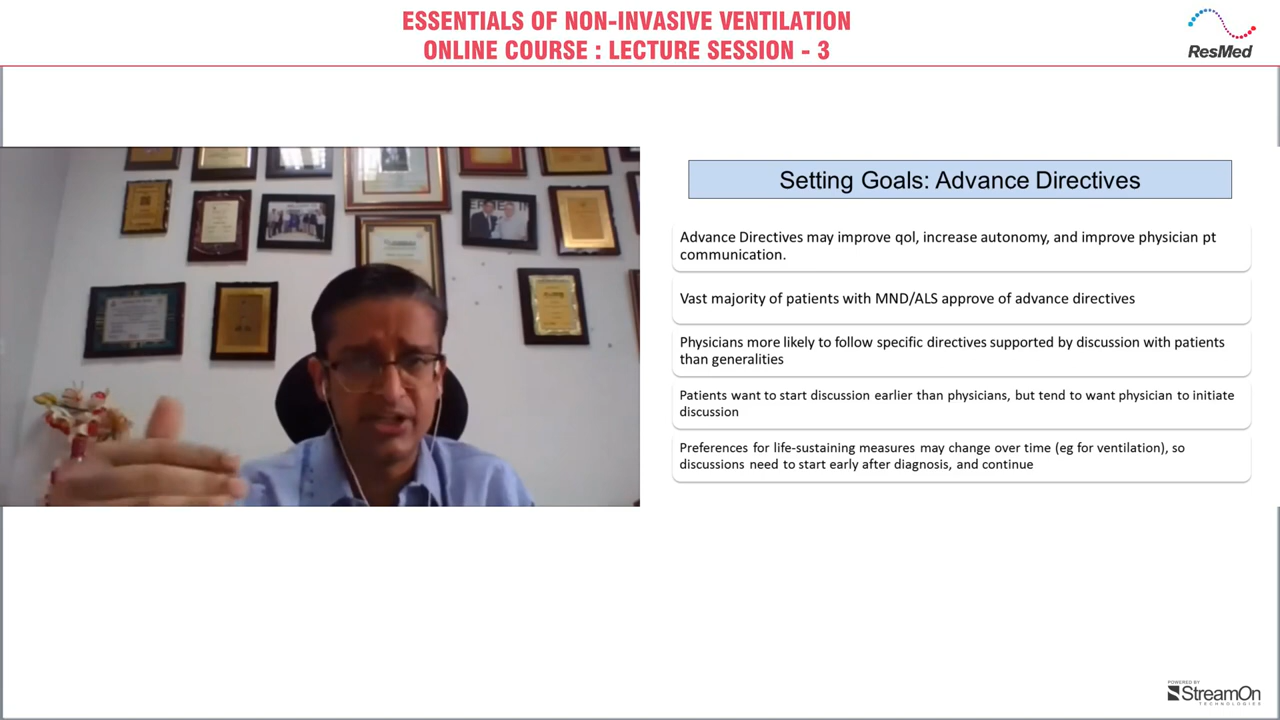 ESSENTIALS OF NON-INVASIVE VENTILATION
ONLINE COURSE : LECTURE SESSION - 3
ResMed
Setting Goals: Advance Directives
Advance Directives may improve qol, increase autonomy, and improve physician pt
communication.
Vast majority of patients with MND/ALS approve of advance directives
Physicians more likely to follow specific directives supported by discussion with patients
than generalities
Patients want to start discussion earlier than physicians, but tend to want physician to initiate
discussion
Preferences for life-sustaining measures may change over time (eg for ventilation), so
discussions need to start early after diagnosis, and continue
POWERED BY
StreamOn
TECHNOLOGIES